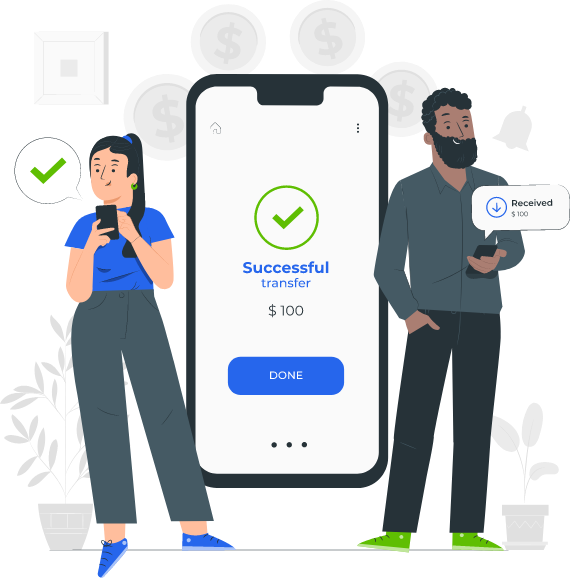 $
$
$
$
Successful
transfer
$ 100
DONE
Received
$ 100